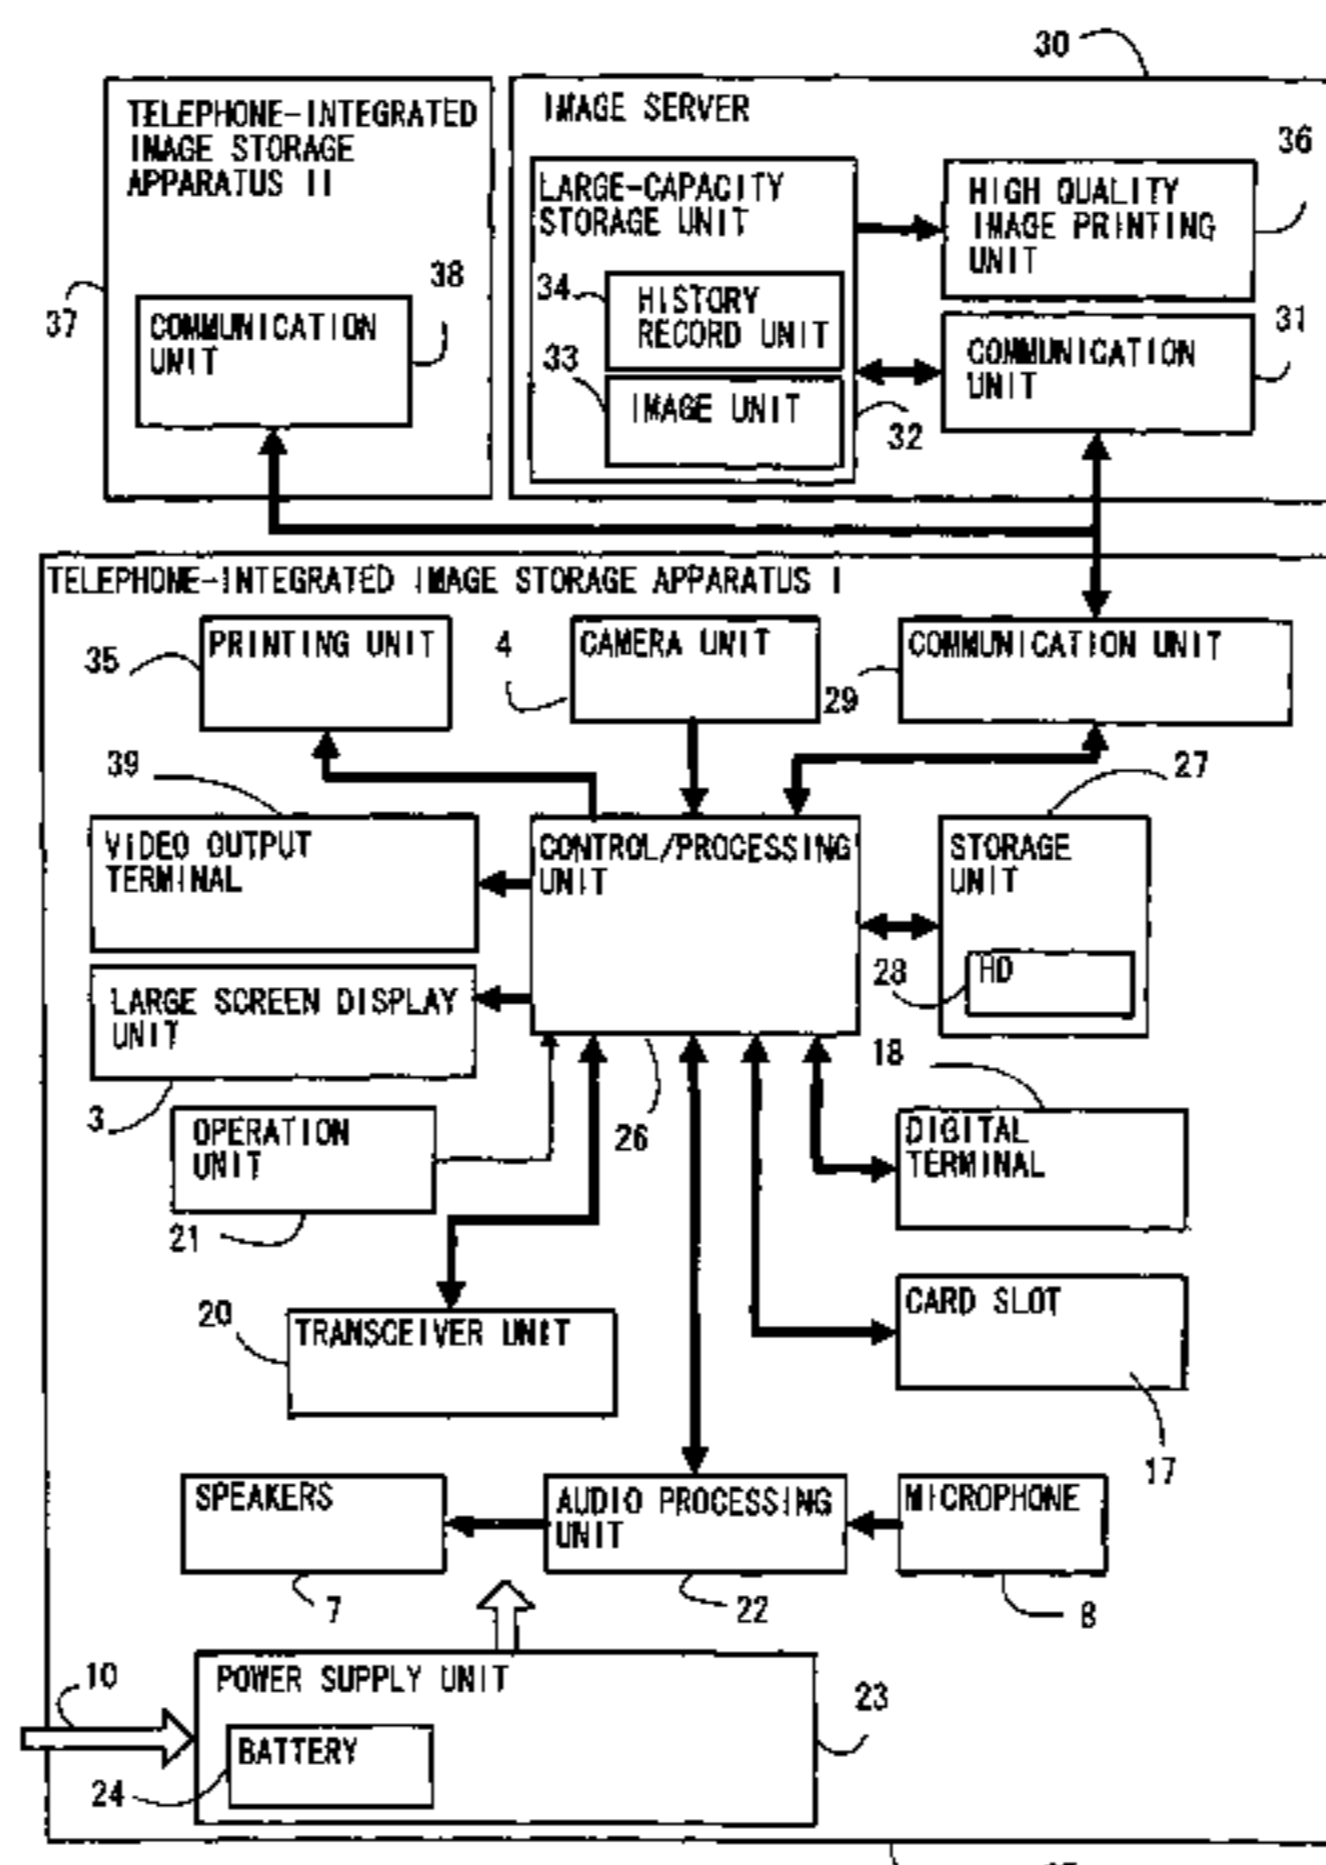 30
TELEPHONE-INTEGRATED
IMAGE STORAGE
APPARATUS II
IMAGE SERVER
36
LARGE-CAPACITY
STORAGE UNIT
HIGH QUALITY
IMAGE PRINTING
UNIT
37
38
COMMUNICATION
UNIT
34
HISTORY
RECORD UNIT
31
COMMUNICATION
UNIT
33
IMAGE UNIT
32
TELEPHONE-INTEGRATED IMAGE STORAGE APPARATUS I
35
PRINTING UNIT
4
CAMERA UNIT
COMMUNICATION UNIT
29
39
27
VIDEO OUTPUT
TERMINAL
CONTROL/PROCESSING
UNIT
STORAGE
UNIT
28
HD
LARGE SCREEN DISPLAY
UNIT
18
3
26
OPERATION
UNIT
DIGITAL
TERMINAL
21
20
TRANSCEIVER UNIT
CARD SLOT
17
SPEAKERS
AUDIO PROCESSING
UNIT
MICROPHONE
7
22
8
10
POWER SUPPLY UNIT
23
BATTERY
24